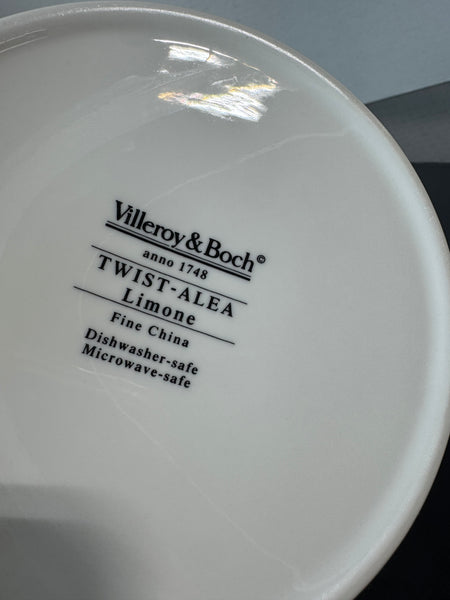 Villeroy & Boch©
anno 1748
TWIST-ALEA
Limone
Fine China
Dishwasher-safe
Microwave-safe